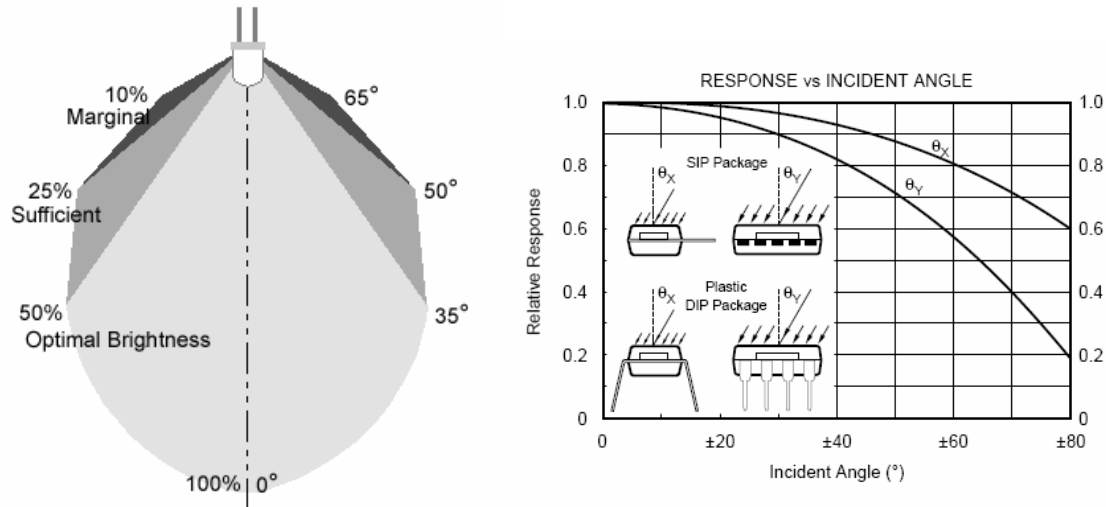 10%
Marginal
65°
25%
Sufficient
50°
50%
Optimal Brightness
35°
100%
0°
RESPONSE vs INCIDENT ANGLE
1.0
0.8
0.6
0.4
0.2
0
1.0
0.8
0.6
0.4
0.2
0
Relative Response
θX
θY
SIP Package
θX
θY
Plastic
DIP Package
θX
θY
0
±20
±40
±60
±80
Incident Angle (°)